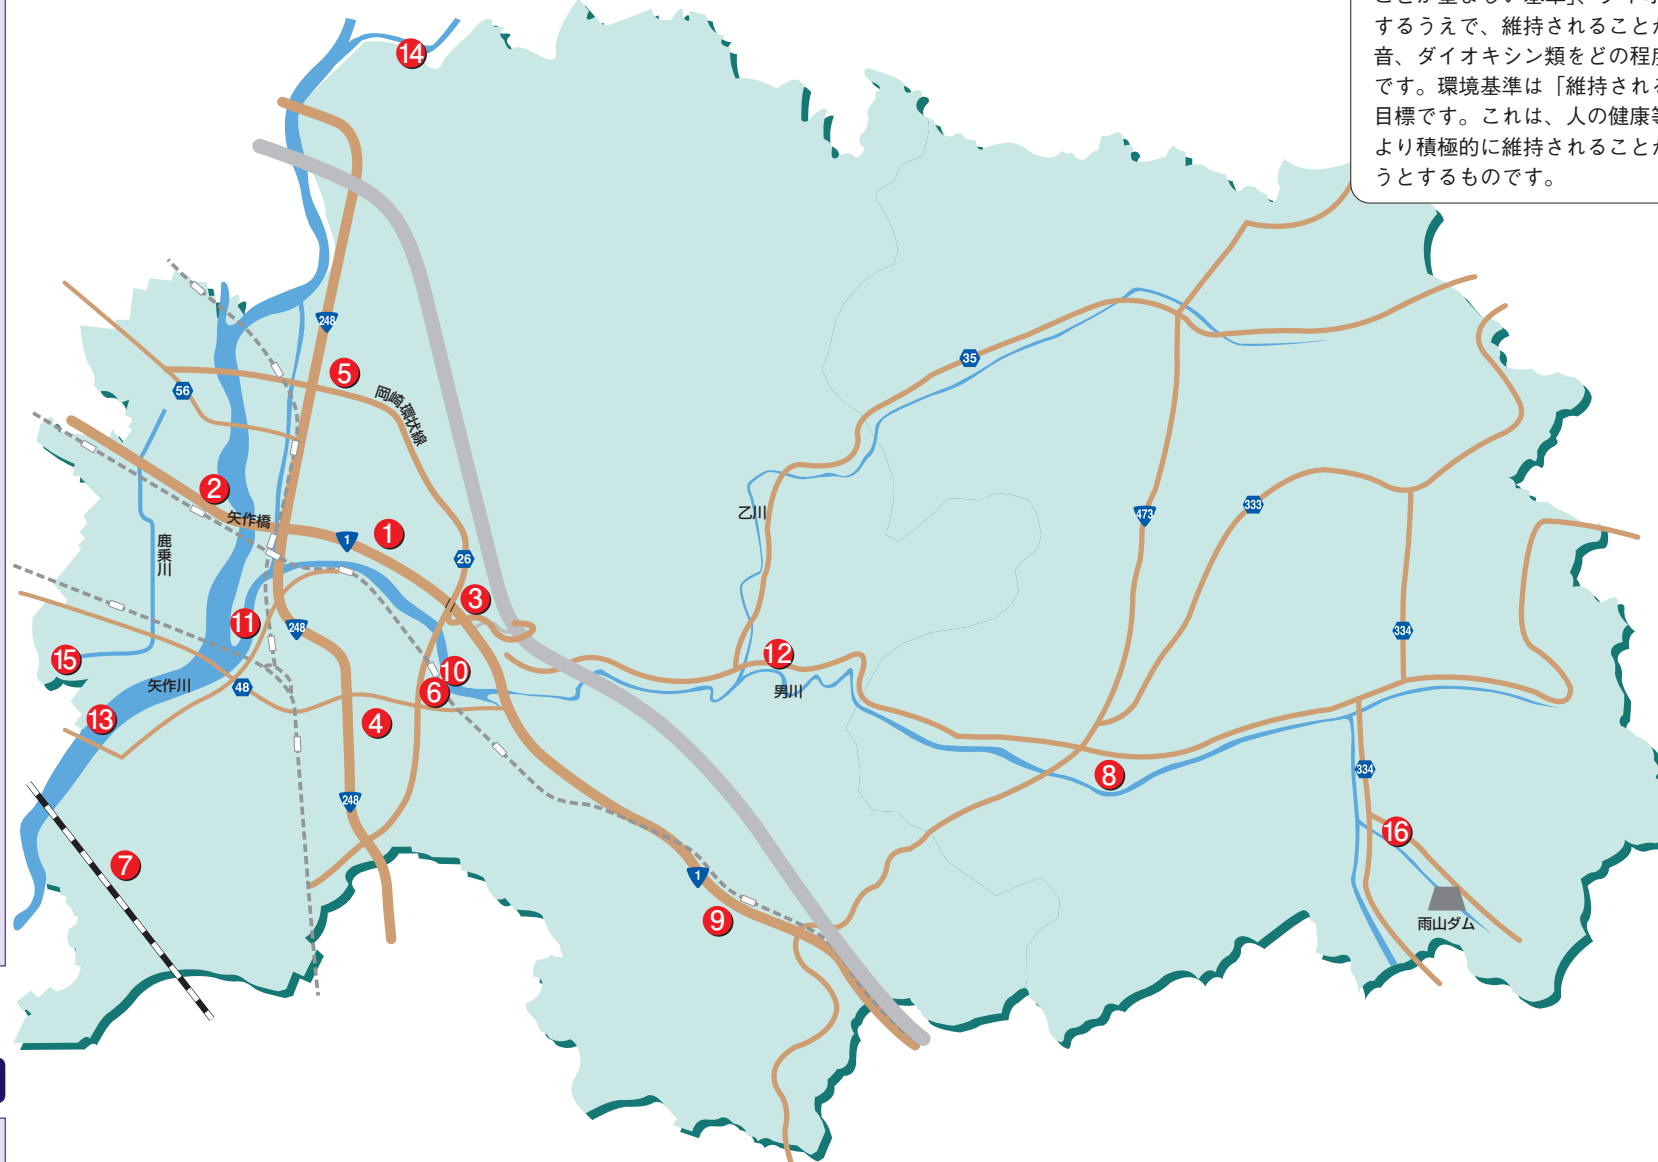 するうえで、維持されることが
音、ダイオキシン類をどの程度
です。環境基準は「維持される
目標です。これは、人の健康等
より積極的に維持されることが
うとするものです。
14
248
5
岡崎環状線
56
35
2
矢作橋
1
1
乙川
473
333
鹿乗川
26
3
11
248
334
15
12
矢作川
48
10
6
男川
13
4
8
334
248
16
7
1
9
雨山ダム